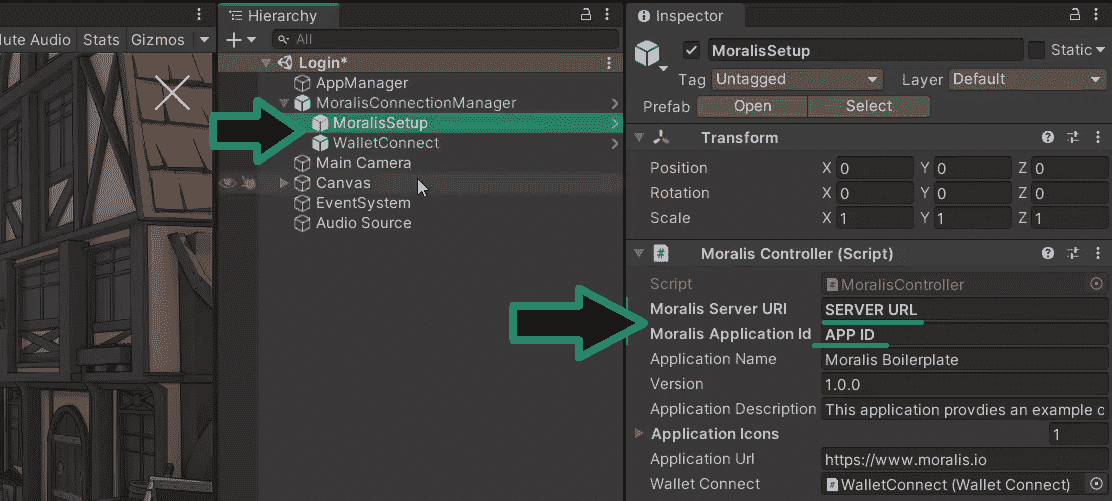 lute Audio Stats Gizmos
Hierarchy
All
Login*
AppManager
MoralisConnectionManager
MoralisSetup
WalletConnect
Main Camera
Canvas
EventSystem
Audio Source
Inspector
MoralisSetup Static
Tag Untagged Layer Default
Prefab Open Select
Transform
Position X 0 Y 0 Z 0
Rotation X 0 Y 0 Z 0
Scale X 1 Y 1 Z 1
Moralis Controller (Script)
Script MoralisController
Moralis Server URI SERVER URL
Moralis Application Id APP ID
Application Name Moralis Boilerplate
Version 1.0.0
Application Description This application provdies an example c
Application Icons 1
Application Url https://www.moralis.io
Wallet Connect WalletConnect (Wallet Connect)